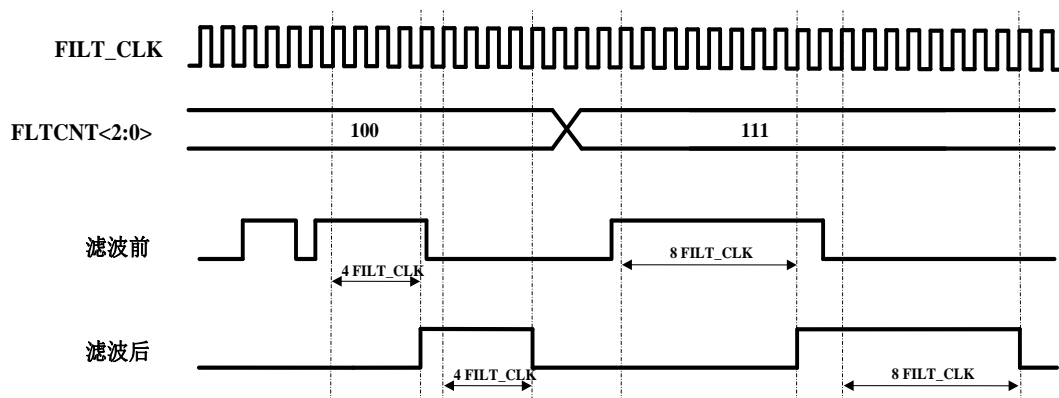 FILT_CLK
FLTCNT<2:0>
100
111
滤波前
4 FILT_CLK
8 FILT_CLK
滤波后
4 FILT_CLK
8 FILT_CLK